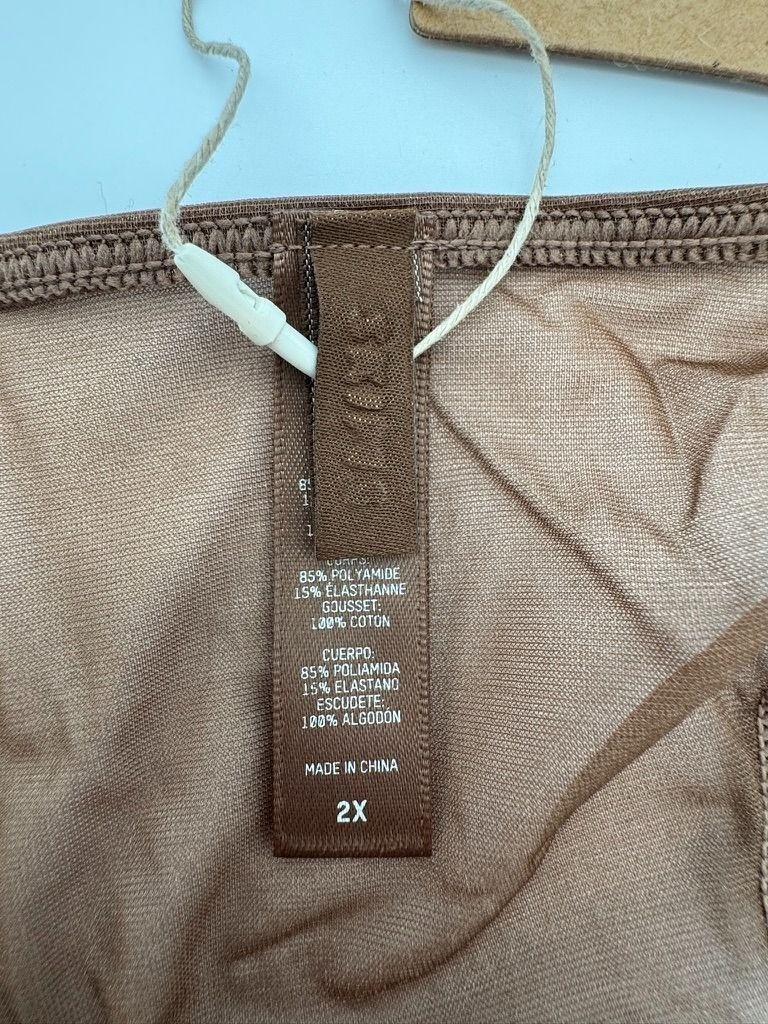 SKIMS
85% POLYAMIDE
15% ÉLASTHANNE
GOUSSET:
100% COTON
CUERPO:
85% POLIAMIDA
15% ELASTANO
ESCUDETE:
100% ALGODÓN
MADE IN CHINA
2X